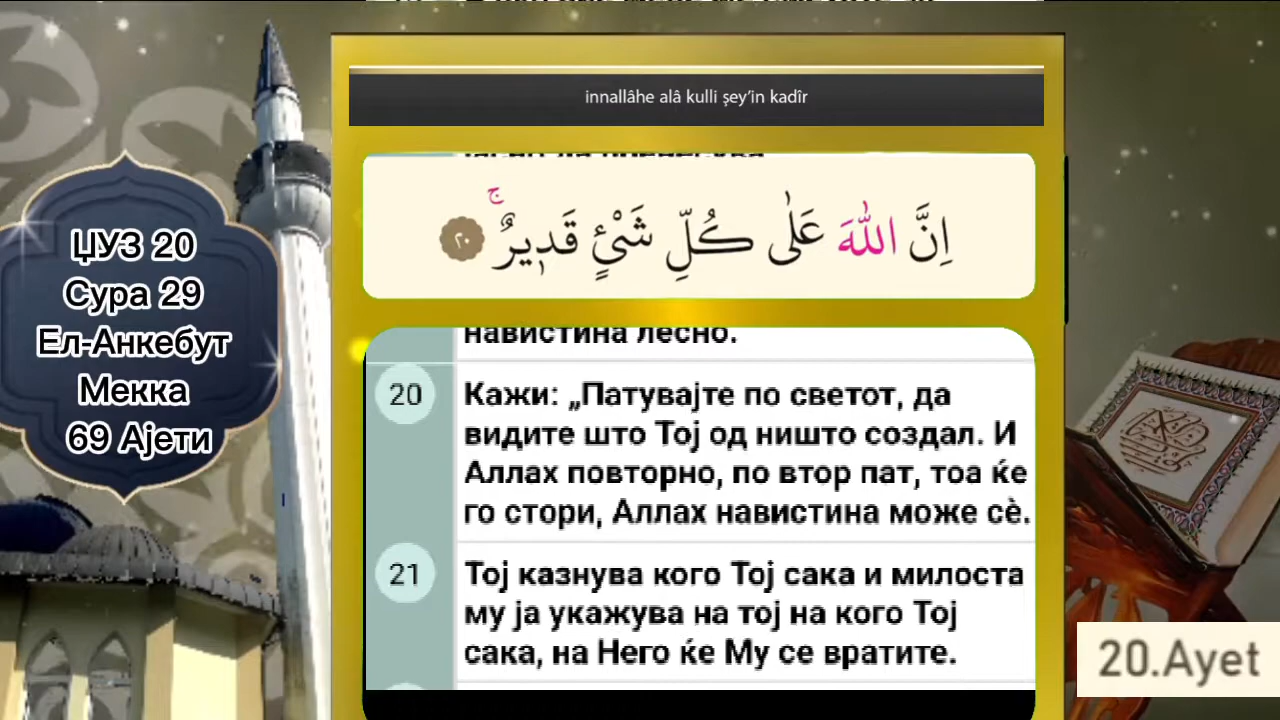 innallâhe alâ kulli şey’in kadîr
اِنَّ اللّٰهَ عَلٰى كُلِّ شَيْءٍ قَد۪يرٌۚ ﴿٢٠﴾
ЏУЗ 20
Сура 29
Ел-Анкебут
Мекка
69 Ајети
навистина лесно.
20 Кажи: „Патувајте по светот, да
видите што Тој од ништо создал. И
Аллах повторно, по втор пат, тоа ќе
го стори, Аллах навистина може сѐ.
21 Тој казнува кого Тој сака и милоста
му ја укажува на тој на кого Тој
сака, на Него ќе Му се вратите.
20.Ayet